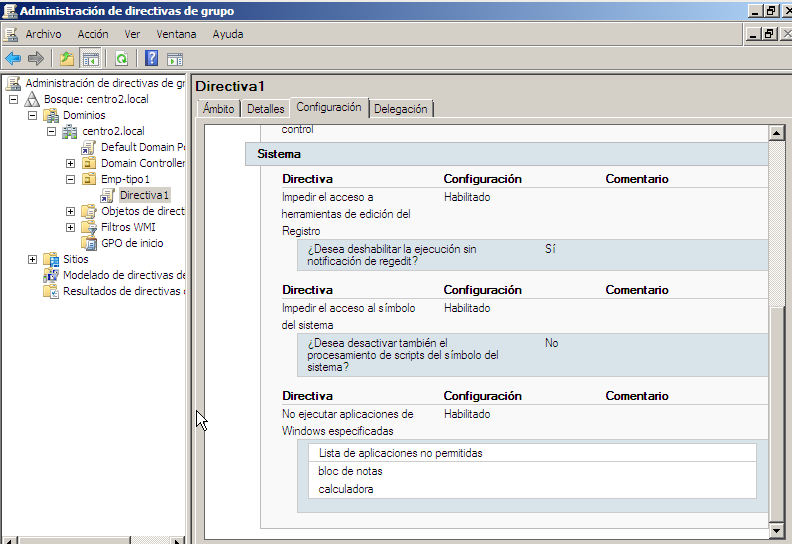 Administración de directivas de grupo
Archivo Acción Ver Ventana Ayuda
Administración de directivas de gr
Bosque: centro2.local
Dominios
centro2.local
Default Domain Po
Domain Controller
Emp-tipo1
Directiva1
Objetos de direct
Filtros WMI
GPO de inicio
Sitios
Modelado de directivas de
Resultados de directivas
Directiva1
Ámbito Detalles Configuración Delegación
control
Sistema
Directiva Configuración Comentario
Impedir el acceso a Habilitado
herramientas de edición del
Registro
¿Desea deshabilitar la ejecución sin Sí
notificación de regedit?
Directiva Configuración Comentario
Impedir el acceso al símbolo Habilitado
del sistema
¿Desea desactivar también el No
procesamiento de scripts del símbolo del
sistema?
Directiva Configuración Comentario
No ejecutar aplicaciones de Habilitado
Windows especificadas
Lista de aplicaciones no permitidas
bloc de notas
calculadora